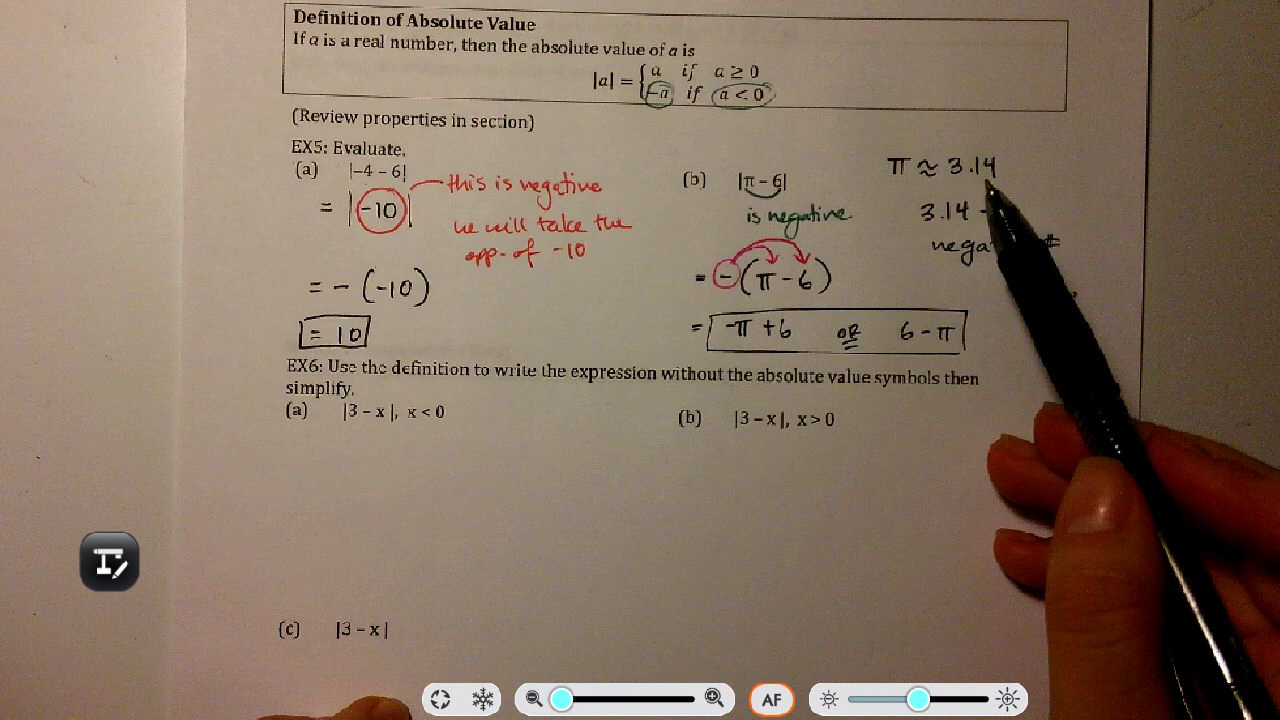 Definition of Absolute Value
If a is a real number, then the absolute value of a is
|a| = { a if a ≥ 0
-a if a < 0
(Review properties in section)
EX5: Evaluate.
(a) |-4 – 6|
= |-10|
this is negative
we will take the
opp. of -10
= - (-10)
= 10
(b) |π – 6|
is negative
π ≈ 3.14
3.14 -
= - (π - 6)
= -π + 6 OR 6 - π
EX6: Use the definition to write the expression without the absolute value symbols then
simplify.
(a) |3 – x|, x < 0
(b) |3 – x|, x > 0
(c) |3 – x|
AF